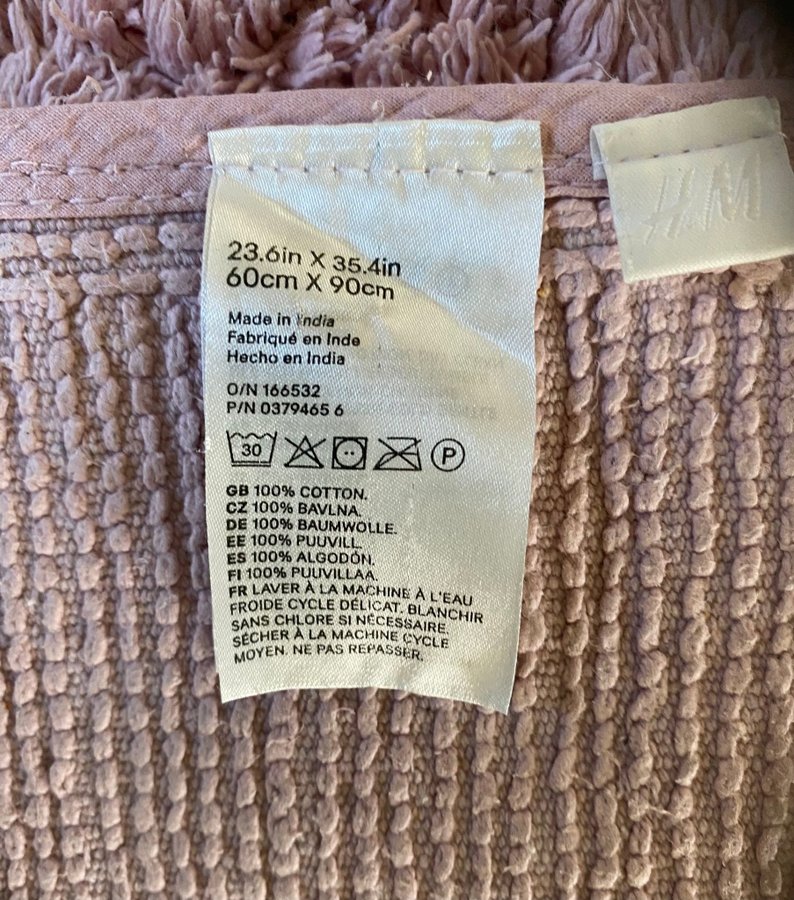 23.6in X 35.4in
60cm X 90cm
Made in India
Fabriqué en Inde
Hecho en India
O/N 166532
P/N 0379465 6
30
P
GB 100% COTTON.
CZ 100% BAVLNA.
DE 100% BAUMWOLLE.
EE 100% PUUVILL.
ES 100% ALGODÓN.
FI 100% PUUVILLAA.
FR LAVER À LA MACHINE À L'EAU
FROIDE CYCLE DÉLICAT. BLANCHIR
SANS CHLORE SI NÉCESSAIRE.
SÉCHER À LA MACHINE CYCLE
MOYEN. NE PAS REPASSER.
H&M